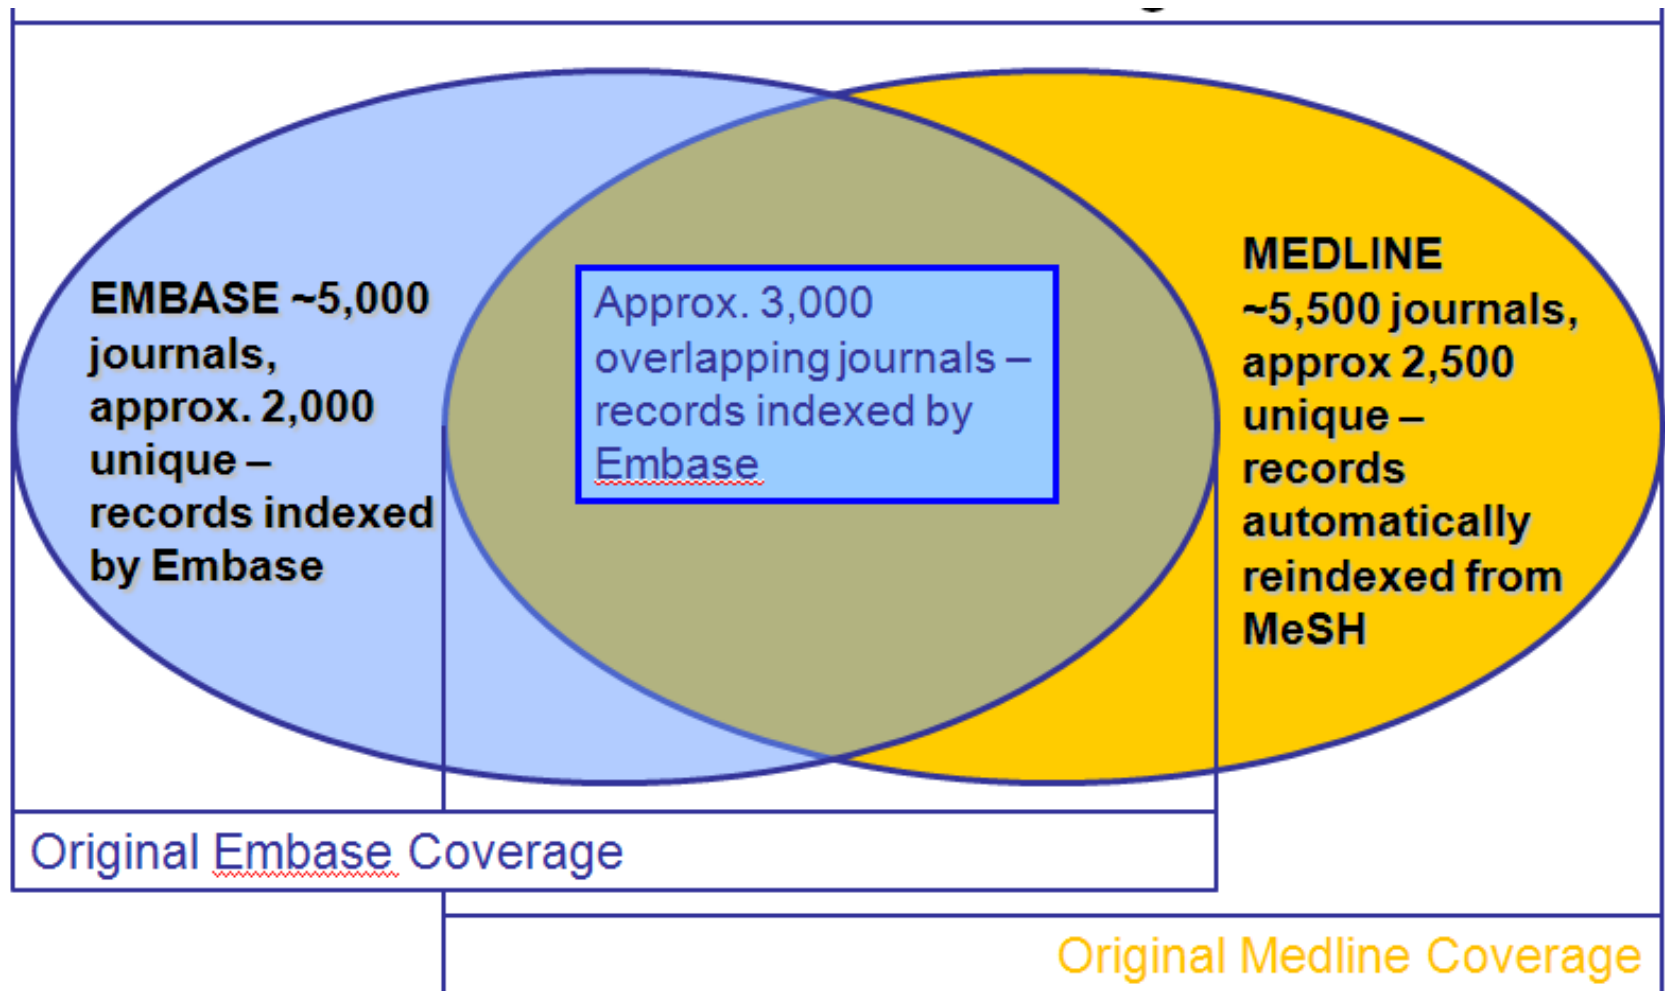 EMBASE ~5,000
journals,
approx. 2,000
unique –
records indexed
by Embase
Approx. 3,000
overlapping journals –
records indexed by
Embase
MEDLINE
~5,500 journals,
approx 2,500
unique –
records
automatically
reindexed from
MeSH
Original Embase Coverage
Original Medline Coverage